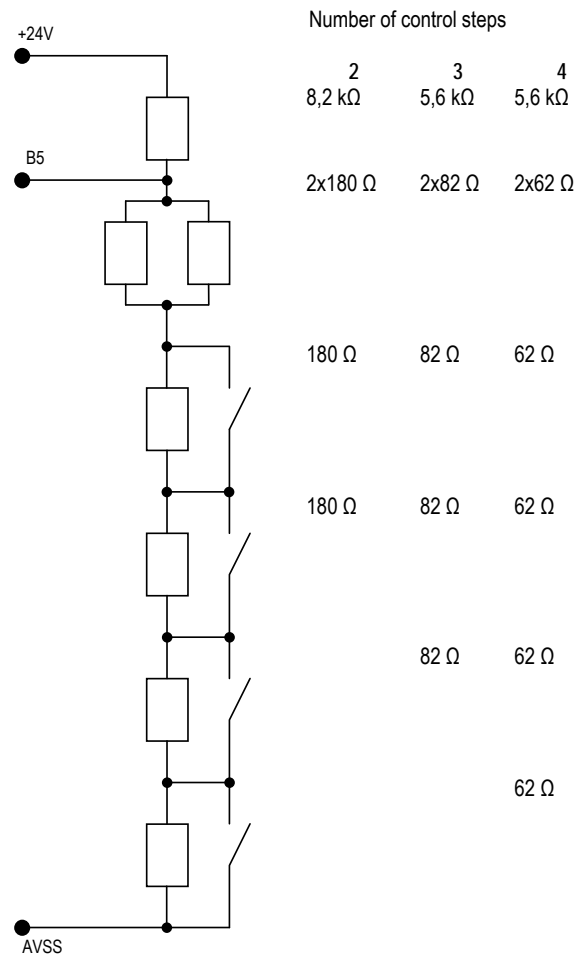 Number of control steps
+24V
2 3 4
8,2 kΩ 5,6 kΩ 5,6 kΩ
B5
2x180 Ω 2x82 Ω 2x62 Ω
180 Ω 82 Ω 62 Ω
180 Ω 82 Ω 62 Ω
82 Ω 62 Ω
62 Ω
AVSS